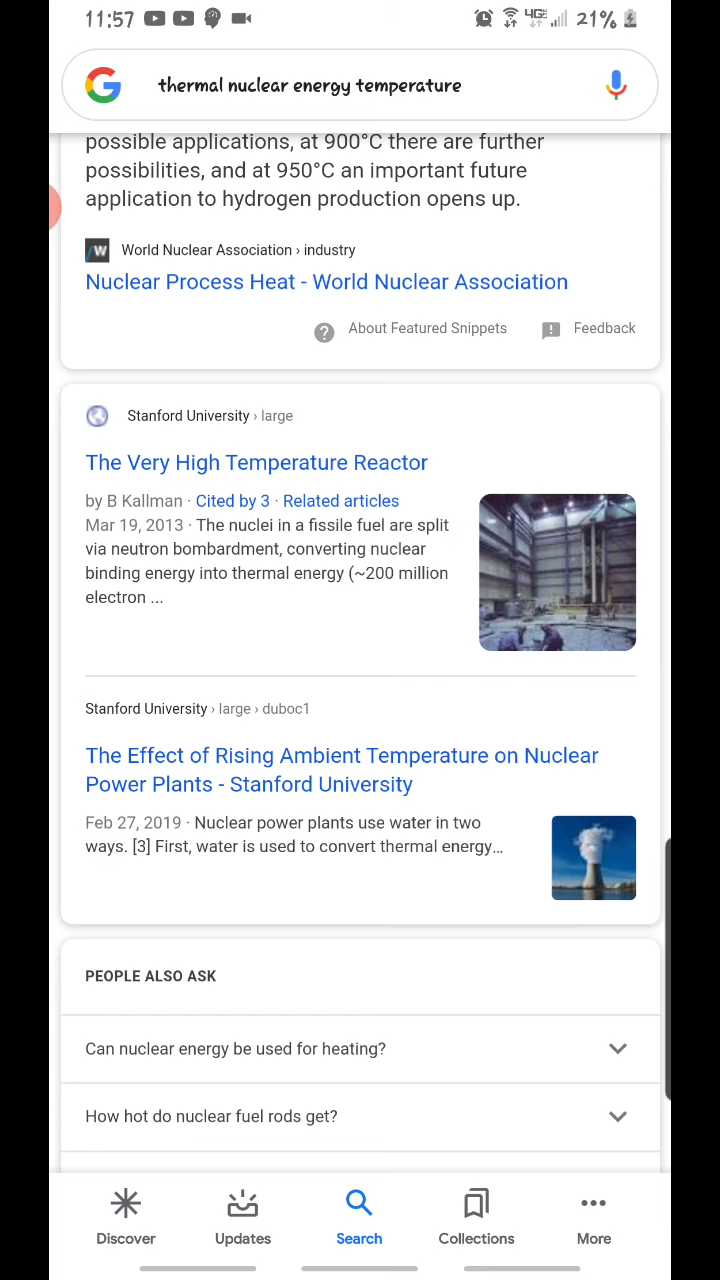 11:57 4GE 21%
thermal nuclear energy temperature
possible applications, at 900°C there are further
possibilities, and at 950°C an important future
application to hydrogen production opens up.
World Nuclear Association › industry
Nuclear Process Heat - World Nuclear Association
About Featured Snippets Feedback
Stanford University › large
The Very High Temperature Reactor
by B Kallman · Cited by 3 · Related articles
Mar 19, 2013 · The nuclei in a fissile fuel are split
via neutron bombardment, converting nuclear
binding energy into thermal energy (~200 million
electron ...
Stanford University › large › duboc1
The Effect of Rising Ambient Temperature on Nuclear
Power Plants - Stanford University
Feb 27, 2019 · Nuclear power plants use water in two
ways. [3] First, water is used to convert thermal energy...
PEOPLE ALSO ASK
Can nuclear energy be used for heating?
How hot do nuclear fuel rods get?
Discover Updates Search Collections More